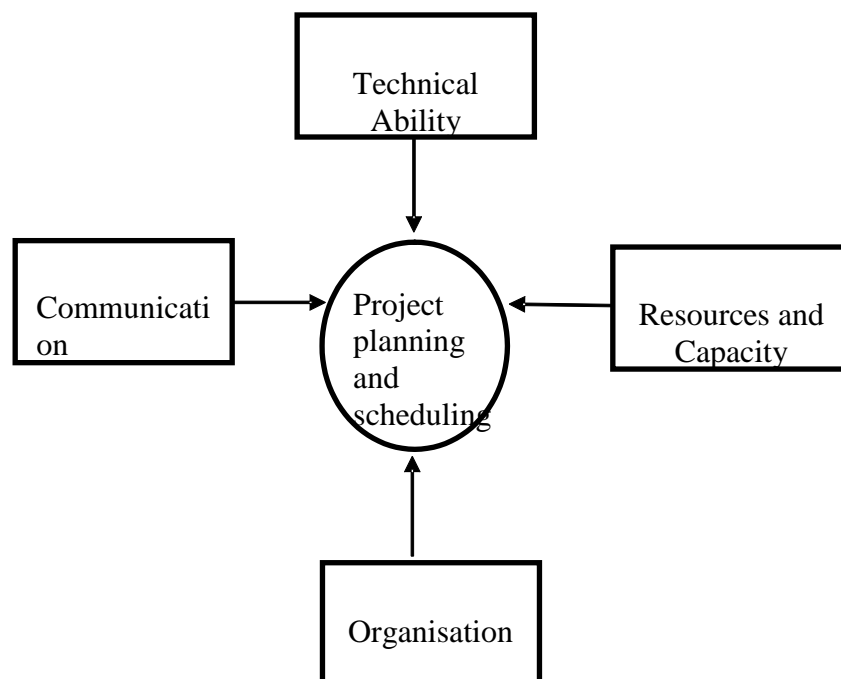 Technical
Ability
Communicati
on
Project
planning
and
scheduling
Resources and
Capacity
Organisation